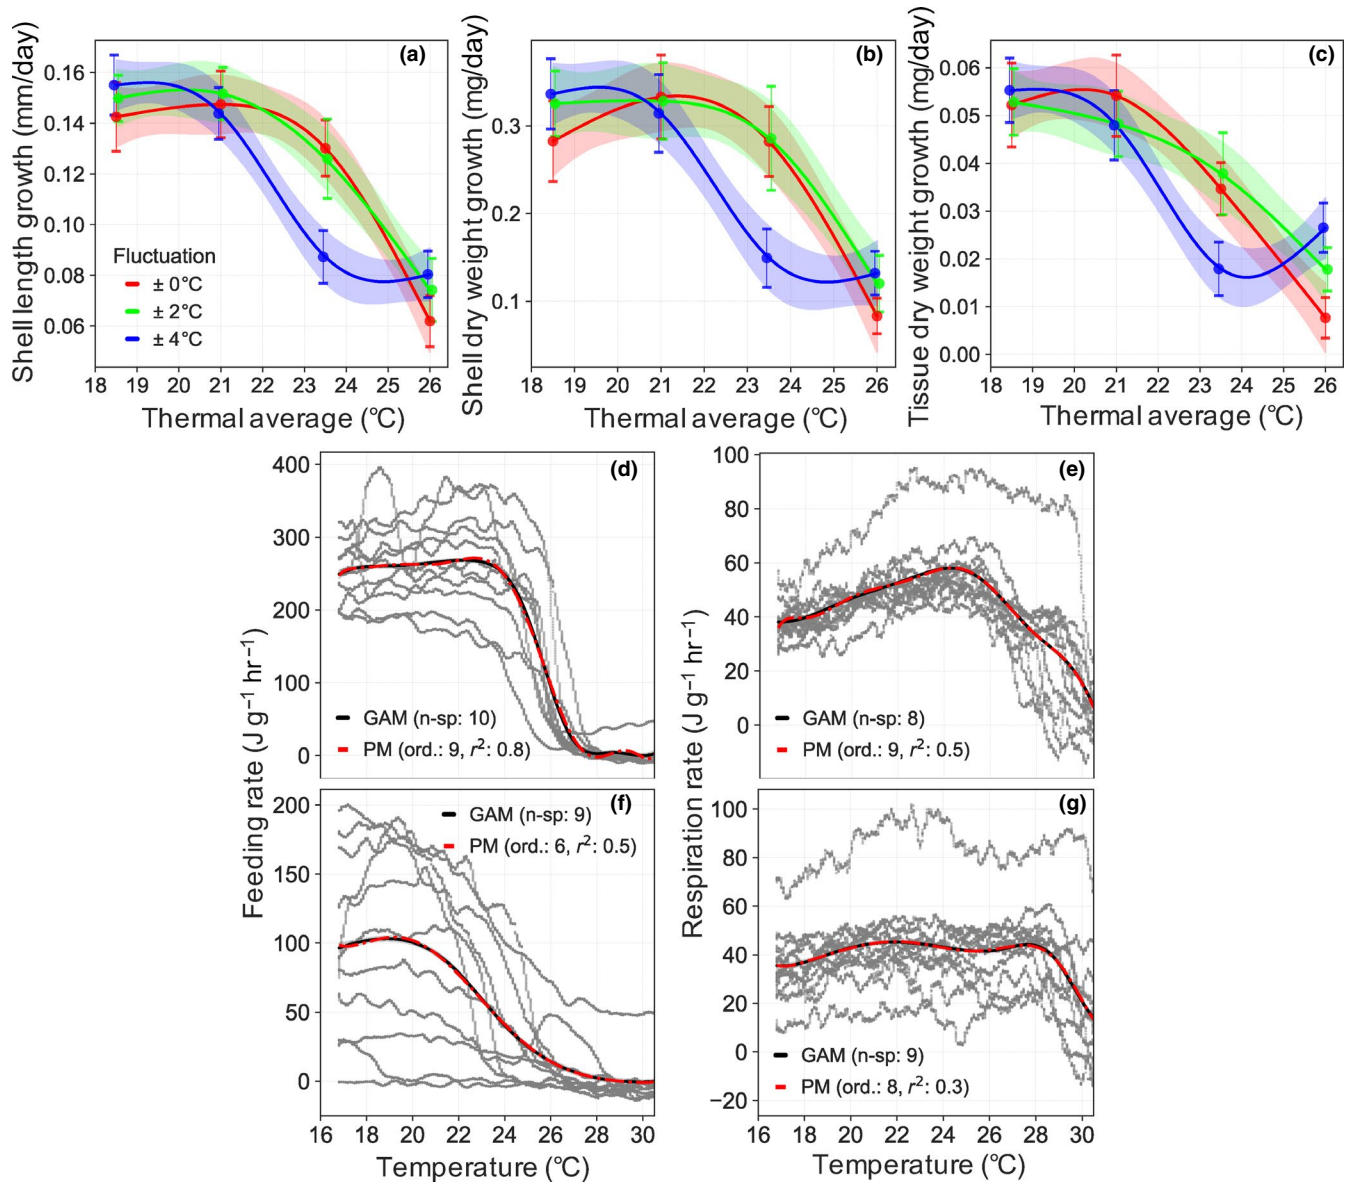 Shell length growth (mm/day)
0.16
0.14
0.12
0.10
0.08
0.06
(a)
Fluctuation
± 0°C
± 2°C
± 4°C
18 19 20 21 22 23 24 25 26
Thermal average (°C)
Shell dry weight growth (mg/day)
0.3
0.2
0.1
(b)
18 19 20 21 22 23 24 25 26
Thermal average (°C)
Tissue dry weight growth (mg/day)
0.06
0.05
0.04
0.03
0.02
0.01
0.00
(c)
18 19 20 21 22 23 24 25 26
Thermal average (°C)
Feeding rate (J g⁻¹ hr⁻¹)
400
300
200
100
0
(d)
GAM (n-sp: 10)
PM (ord.: 9, r²: 0.8)
Respiration rate (J g⁻¹ hr⁻¹)
100
80
60
40
20
0
(e)
GAM (n-sp: 8)
PM (ord.: 9, r²: 0.5)
200
150
100
50
0
(f)
GAM (n-sp: 9)
PM (ord.: 6, r²: 0.5)
16 18 20 22 24 26 28 30
Temperature (°C)
100
80
60
40
20
0
−20
(g)
GAM (n-sp: 9)
PM (ord.: 8, r²: 0.3)
16 18 20 22 24 26 28 30
Temperature (°C)